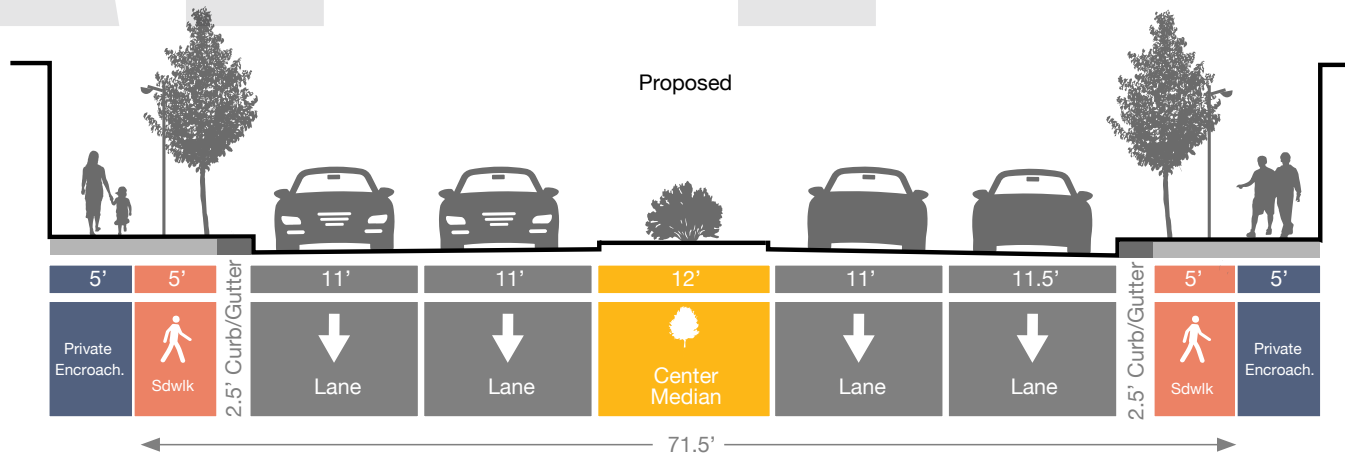 Proposed
5’
5’
2.5’ Curb/Gutter
11’
11’
12’
11’
11.5’
2.5’ Curb/Gutter
5’
5’
Private
Encroach.
Sdwlk
Lane
Lane
Center
Median
Lane
Lane
Sdwlk
Private
Encroach.
71.5’